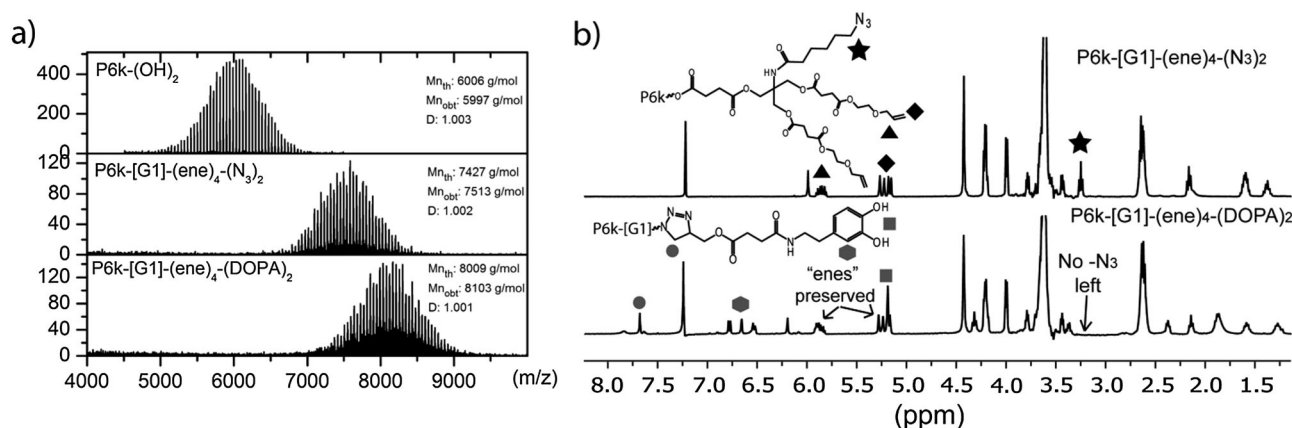 a)
P6k-(OH)2
Mnth: 6006 g/mol
Mnobt: 5997 g/mol
D: 1.003
400
200
0
P6k-[G1]-(ene)4-(N3)2
Mnth: 7427 g/mol
Mnobt: 7513 g/mol
D: 1.002
120
80
40
0
P6k-[G1]-(ene)4-(DOPA)2
Mnth: 8009 g/mol
Mnobt: 8103 g/mol
D: 1.001
120
80
40
0
4000 5000 6000 7000 8000 9000 (m/z)
b)
P6k-[G1]-(ene)4-(N3)2
N3
O
HN
P6k O O O O O O O
O O O
O O
O
O
O
P6k-[G1]-(ene)4-(DOPA)2
P6k-[G1]-N N N O O O N H OH OH
"enes"
preserved
No -N3
left
8.0 7.5 7.0 6.5 6.0 5.5 5.0 4.5 4.0 3.5 3.0 2.5 2.0 1.5
(ppm)